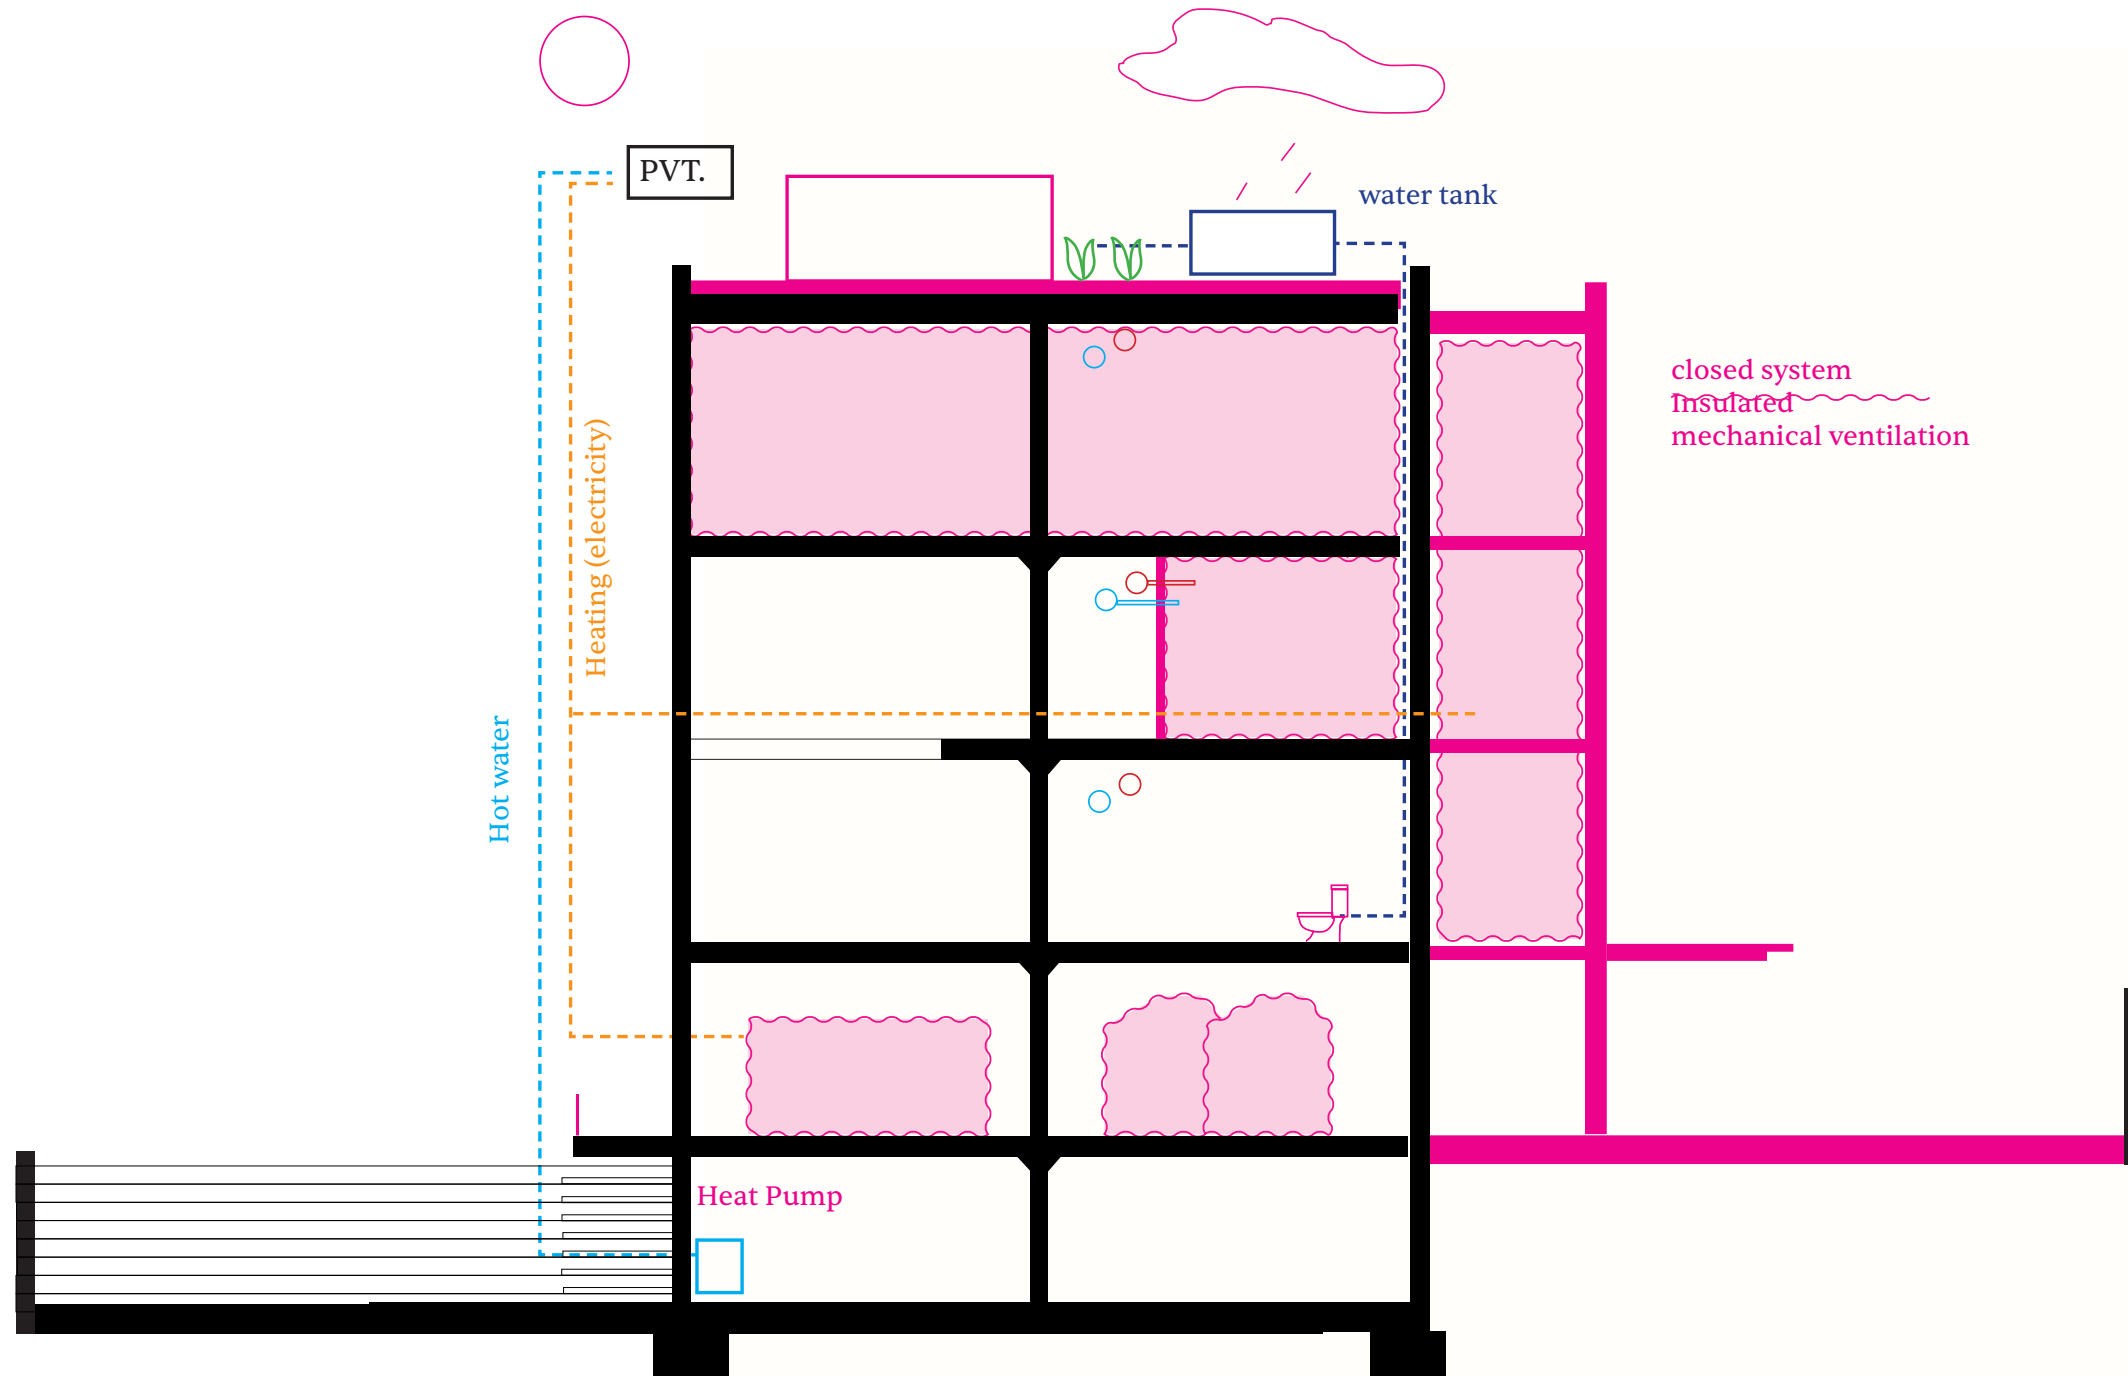 PVT.
water tank
closed system
Insulated
mechanical ventilation
Heating (electricity)
Hot water
Heat Pump